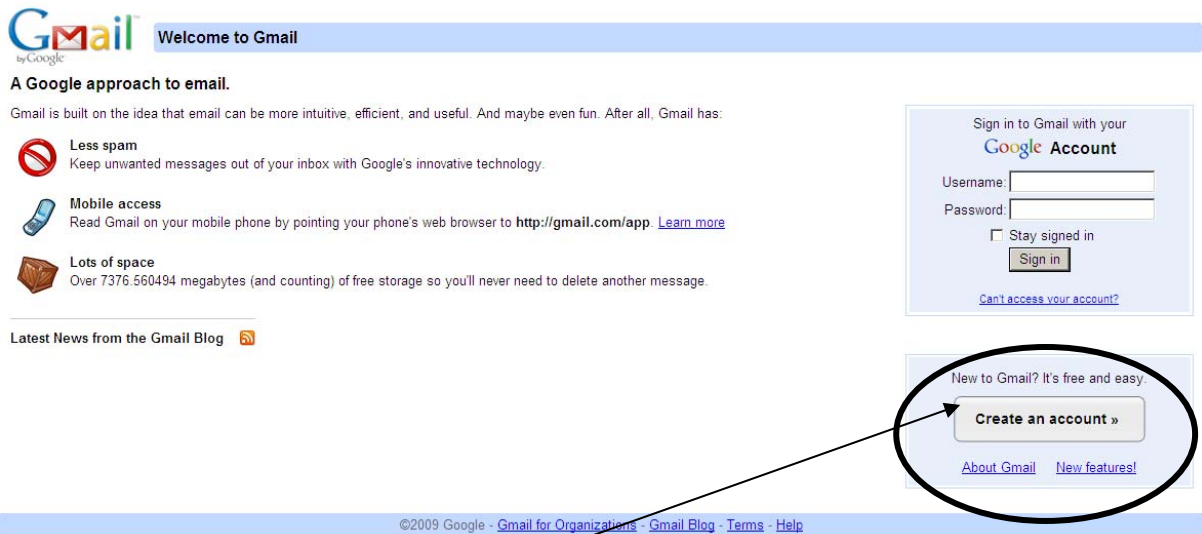 Gmail
by Google
Welcome to Gmail
A Google approach to email.
Gmail is built on the idea that email can be more intuitive, efficient, and useful. And maybe even fun. After all, Gmail has:
Less spam
Keep unwanted messages out of your inbox with Google's innovative technology.
Mobile access
Read Gmail on your mobile phone by pointing your phone's web browser to http://gmail.com/app. Learn more
Lots of space
Over 7376.560494 megabytes (and counting) of free storage so you'll never need to delete another message.
Latest News from the Gmail Blog
Sign in to Gmail with your
Google Account
Username:
Password:
Stay signed in
Sign in
Can't access your account?
New to Gmail? It's free and easy.
Create an account »
About Gmail New features!
©2009 Google - Gmail for Organizations - Gmail Blog - Terms - Help